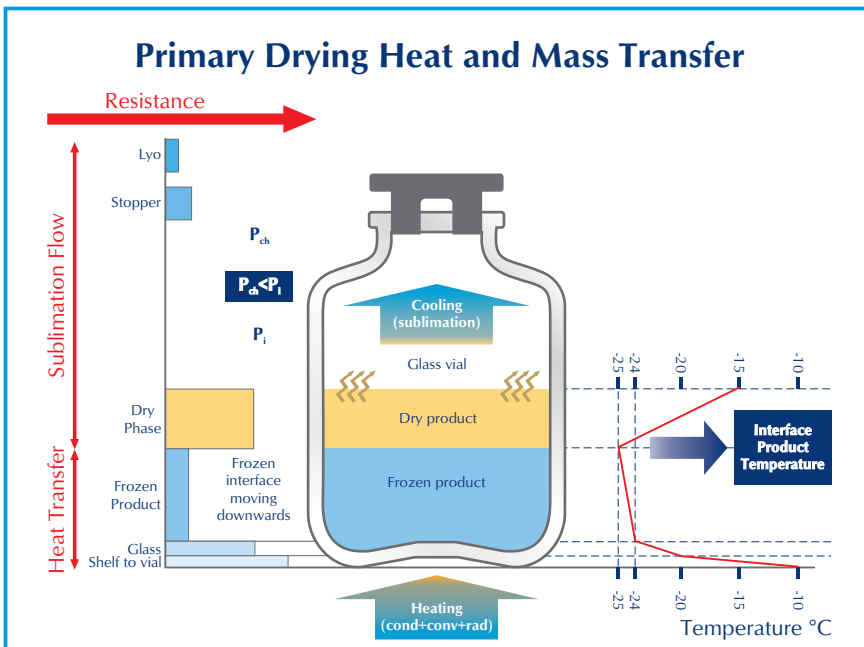 Primary Drying Heat and Mass Transfer
Resistance
Sublimation Flow
Heat Transfer
Lyo
Stopper
Dry
Phase
Frozen
Product
Glass
Shelf to vial
Pch
Pch<PI
Pi
Frozen
interface
moving
downwards
Cooling
(sublimation)
Glass vial
Dry product
Frozen product
Heating
(cond+conv+rad)
-25
-24
-20
-15
-10
Interface
Product
Temperature
-25
-24
-20
-15
-10
Temperature °C